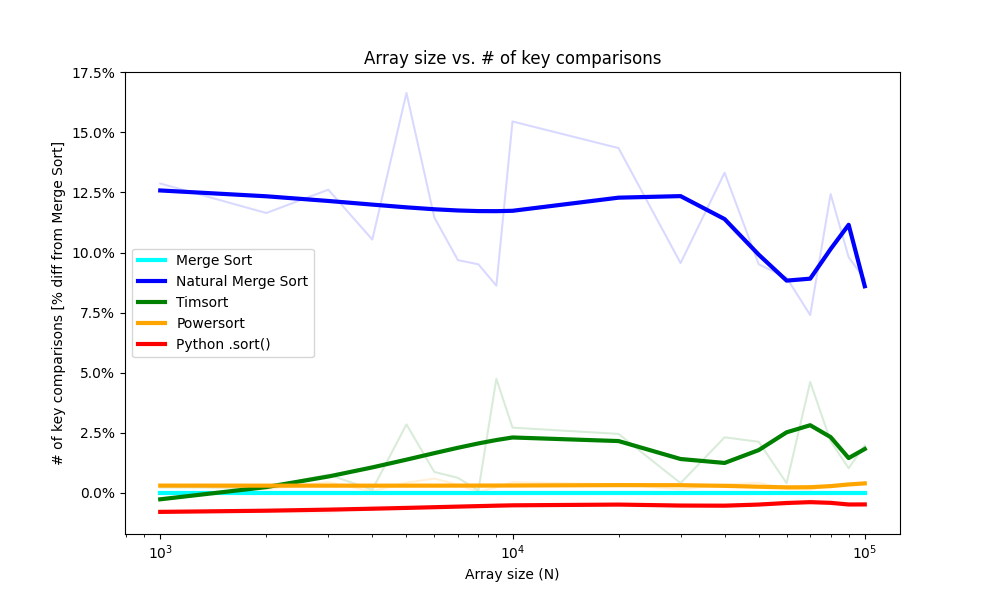 Array size vs. # of key comparisons
# of key comparisons [% diff from Merge Sort]
17.5%
15.0%
12.5%
10.0%
7.5%
5.0%
2.5%
0.0%
Merge Sort
Natural Merge Sort
Timsort
Powersort
Python .sort()
10³
10⁴
10⁵
Array size (N)